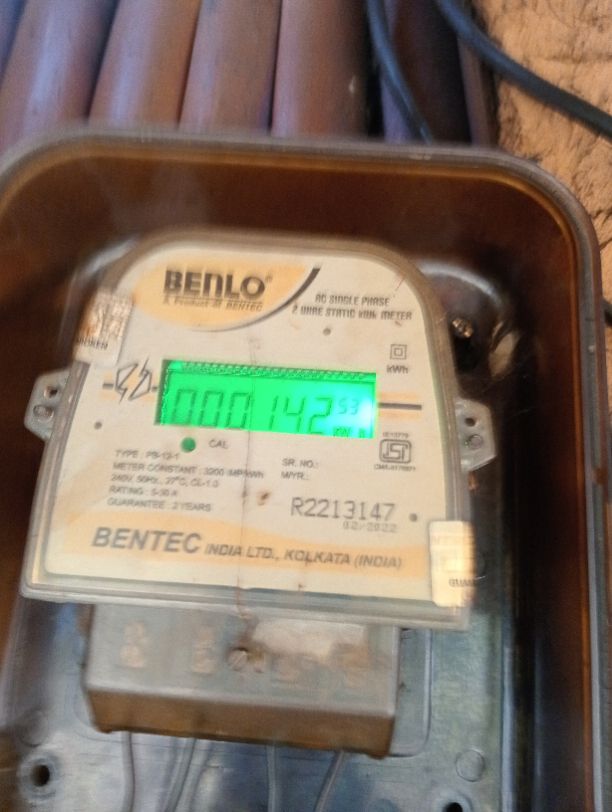 BENLO®
A Product of BENTEC
AC SINGLE PHASE
2 WIRE STATIC kWh METER
kWh
000142 53
CAL
TYPE : PB-12-1
METER CONSTANT : 3200 IMP/kWh
240V, 50Hz., 27°C, CL-1.0
RATING : 5-30 A
GUARANTEE : 2 YEARS
SR. NO.:
M/YR.:
IS13779
R2213147
02/2022
BENTEC INDIA LTD., KOLKATA (INDIA)